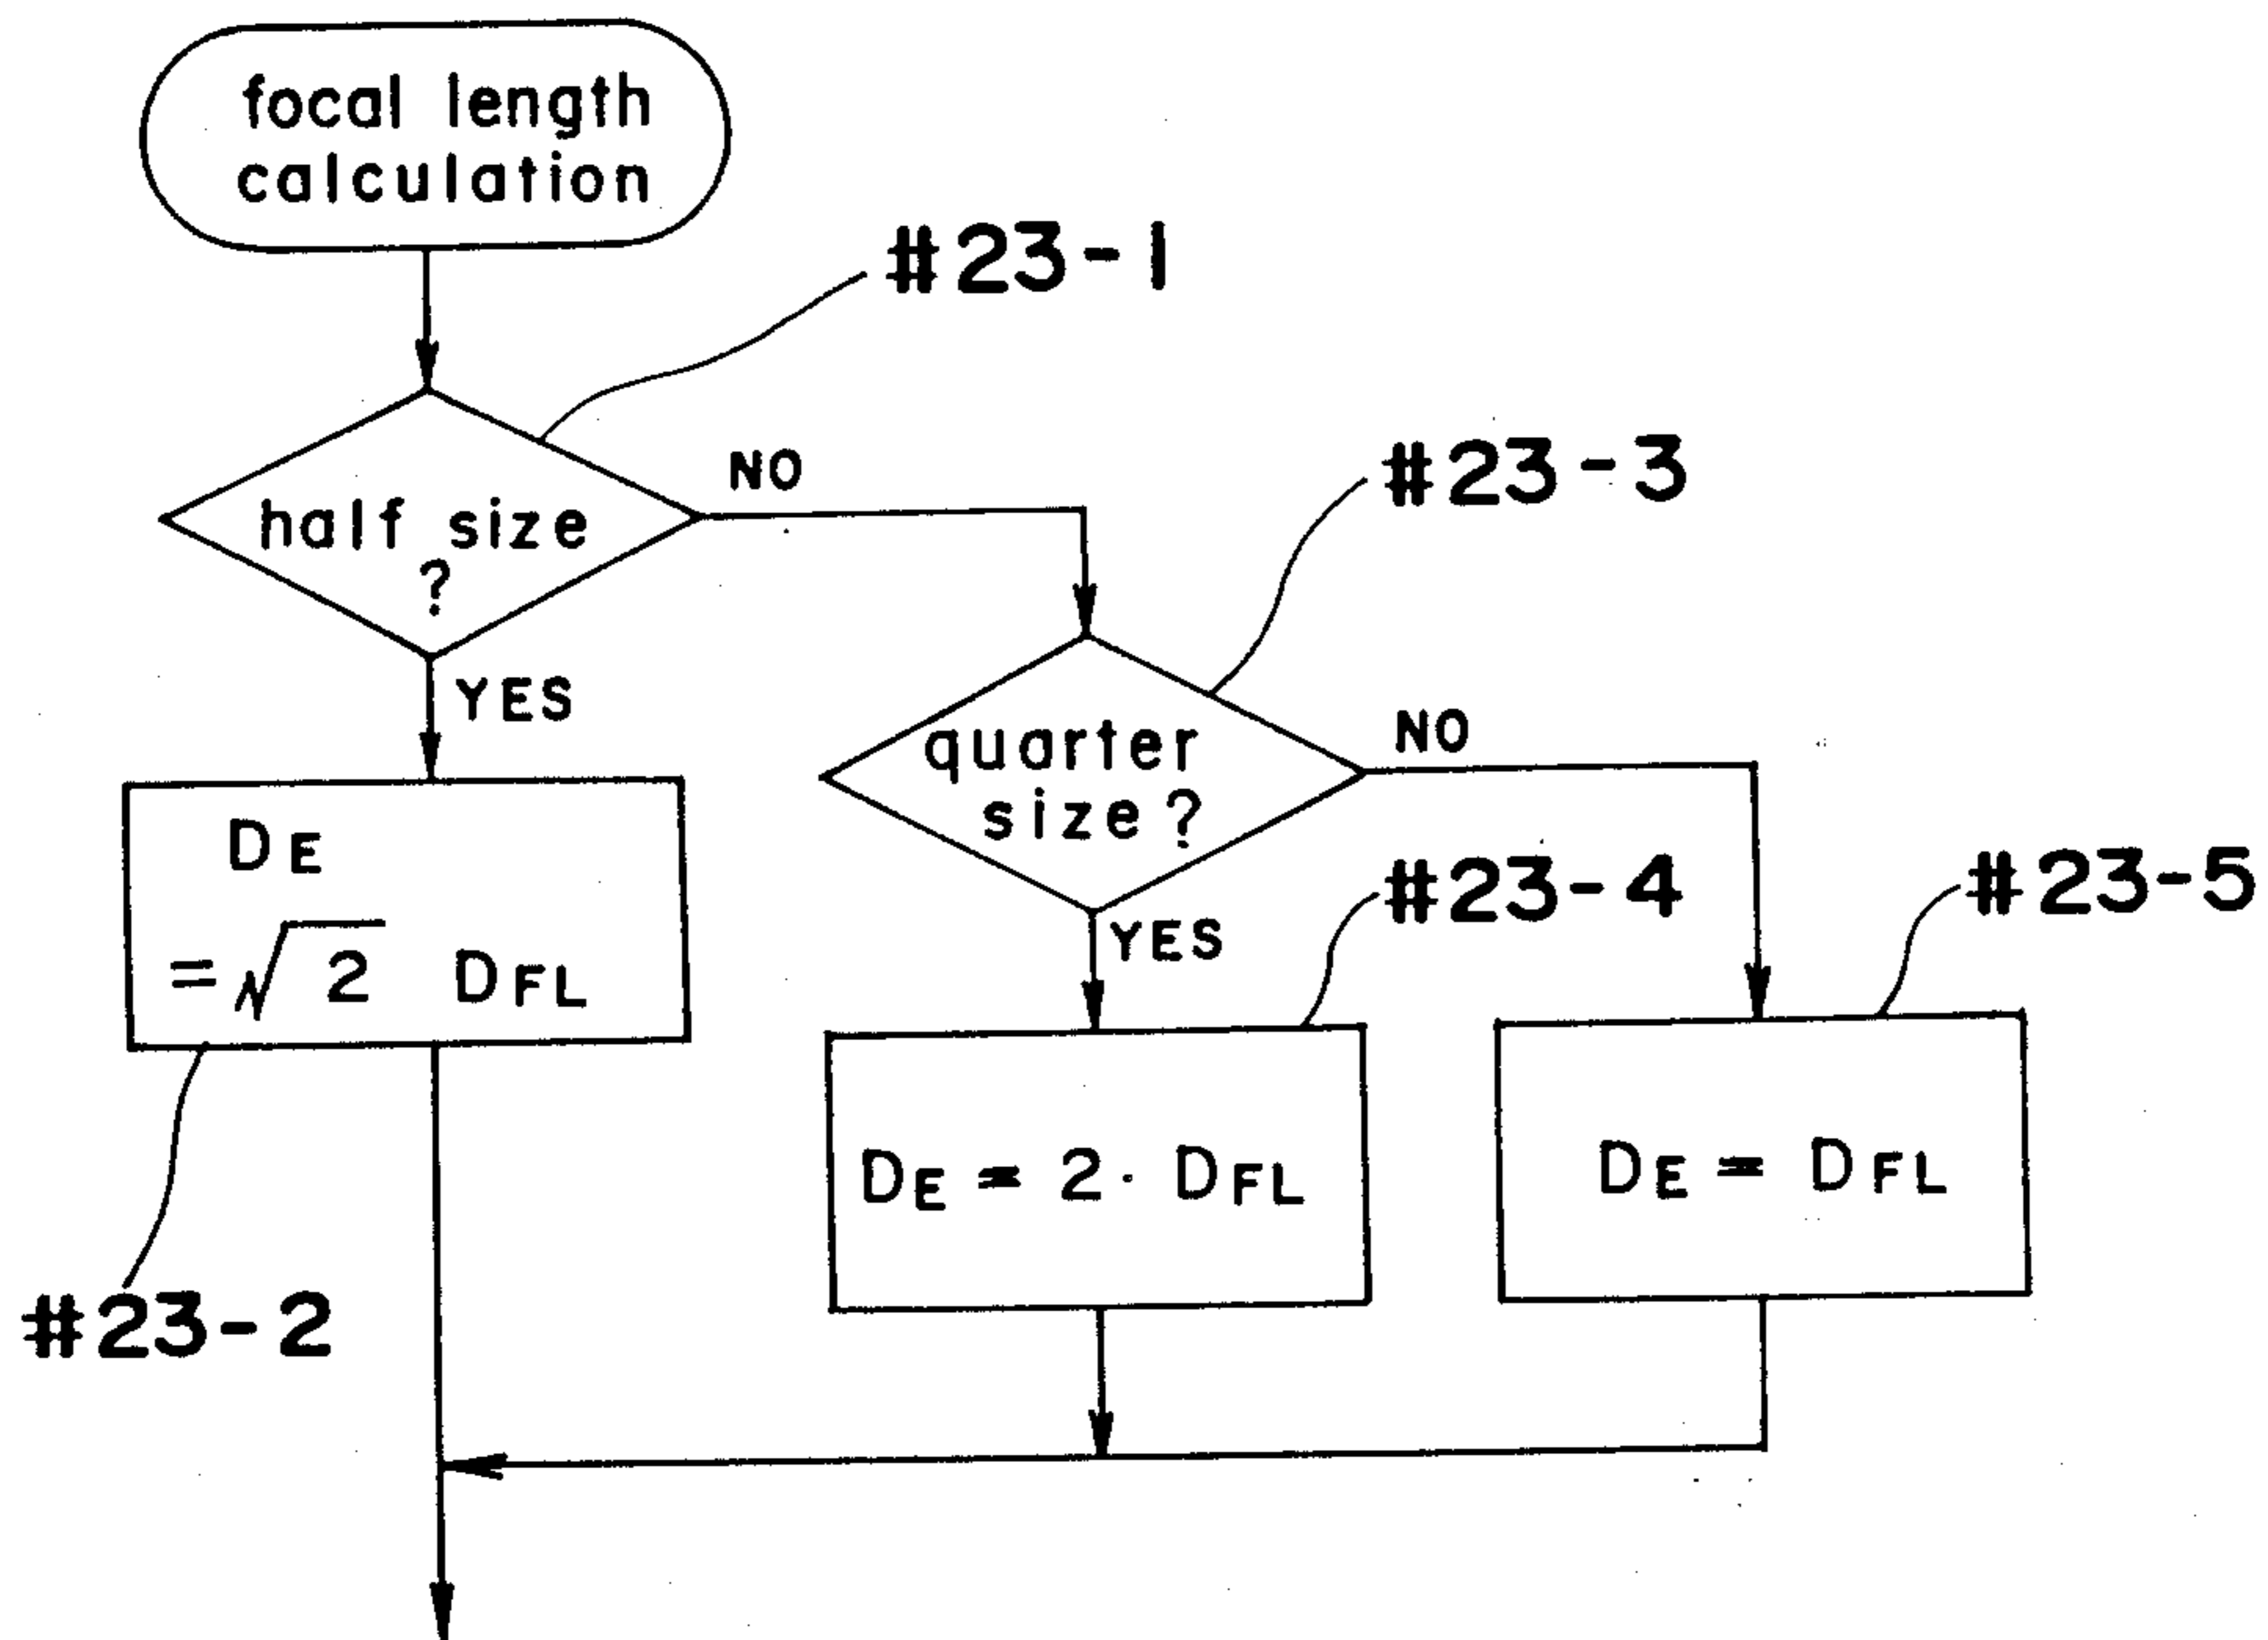 focal length
calculation
#23-1
half size
?
NO
YES
#23-3
quarter
size?
NO
YES
DE
=√2 DFL
#23-2
#23-4
DE = 2· DFL
#23-5
DE = DFL